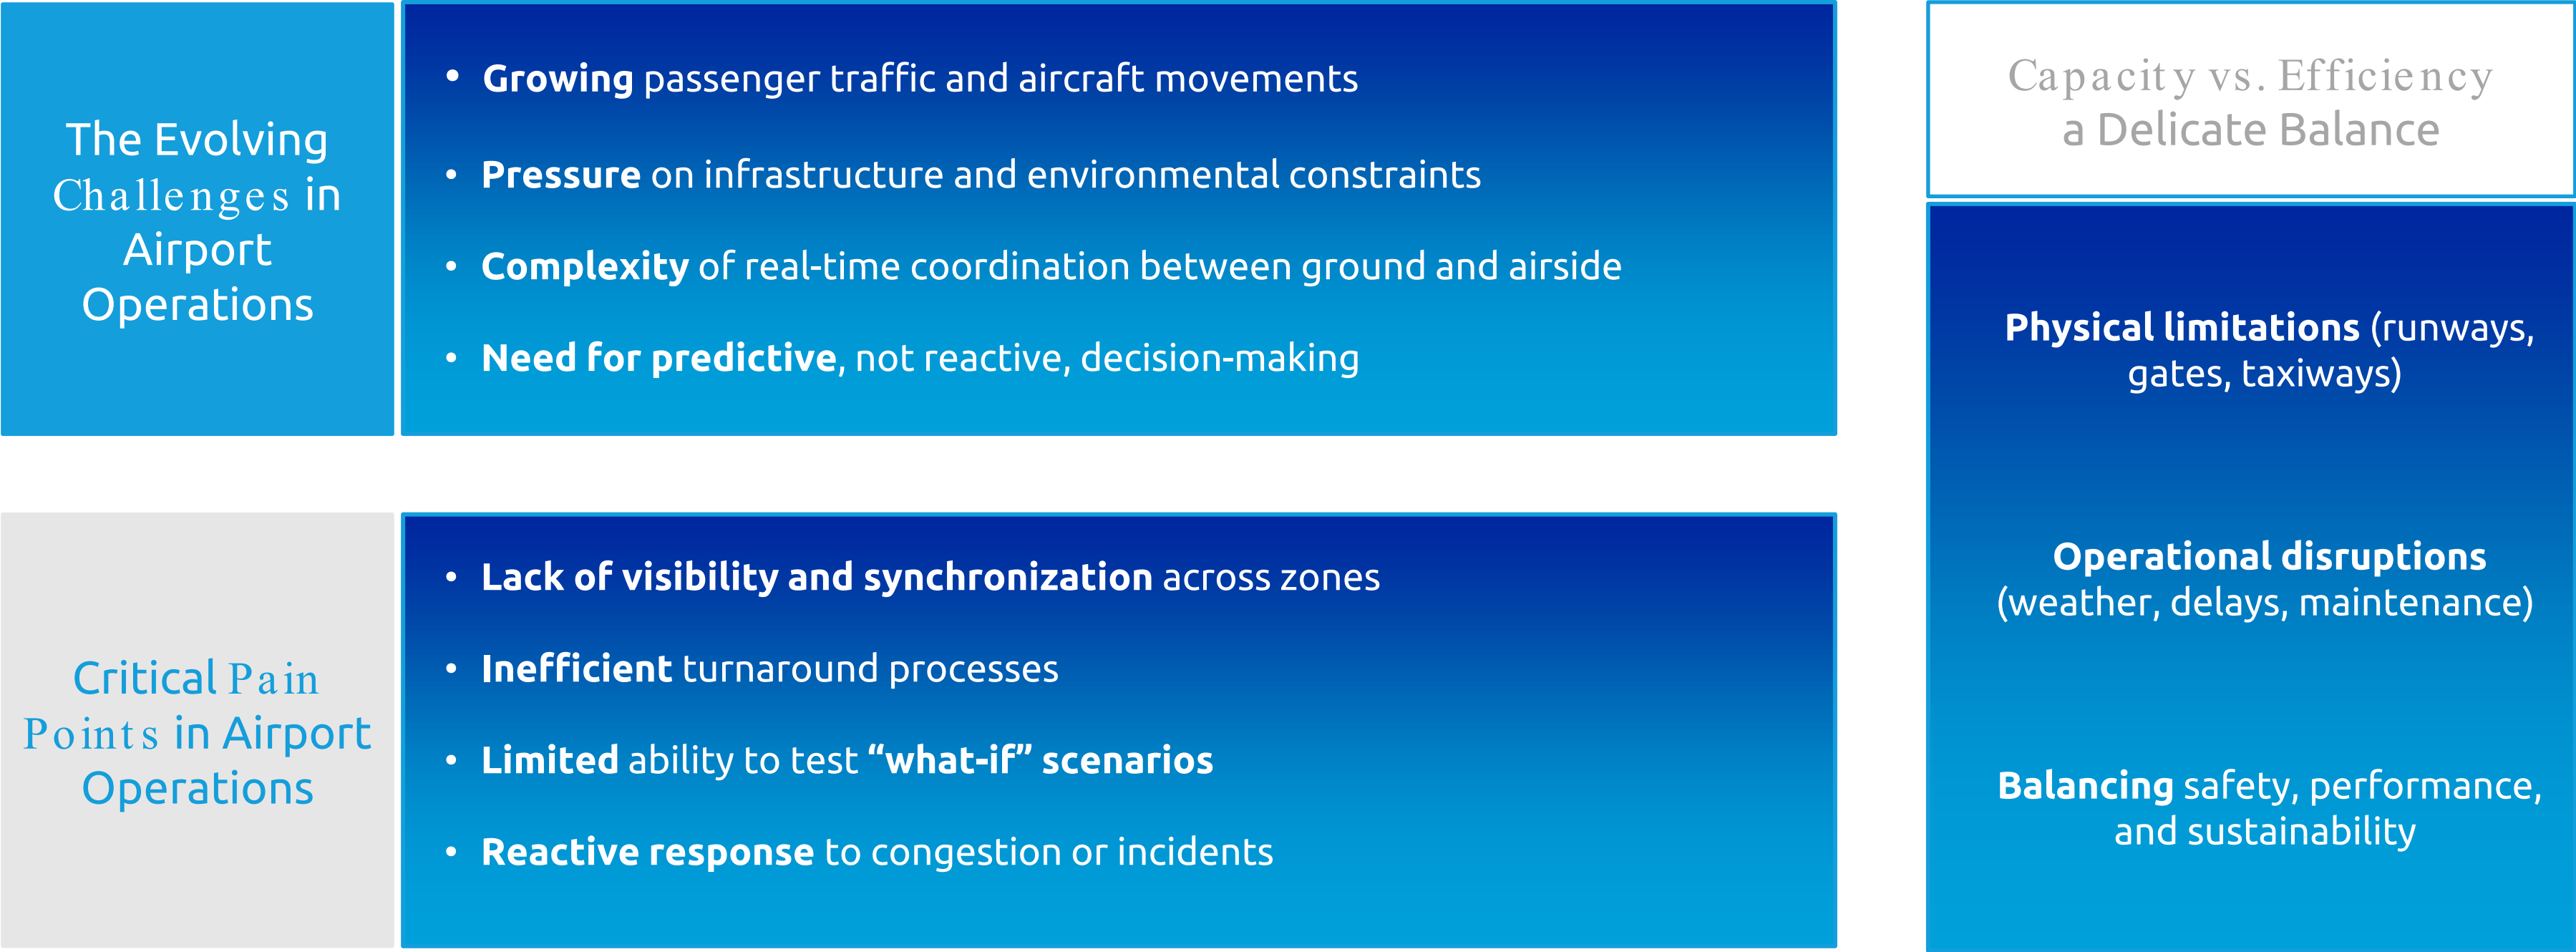 The Evolving
Challenges in
Airport
Operations
• Growing passenger traffic and aircraft movements
• Pressure on infrastructure and environmental constraints
• Complexity of real-time coordination between ground and airside
• Need for predictive, not reactive, decision-making
Critical Pain
Points in Airport
Operations
• Lack of visibility and synchronization across zones
• Inefficient turnaround processes
• Limited ability to test “what-if” scenarios
• Reactive response to congestion or incidents
Capacity vs. Efficiency
a Delicate Balance
Physical limitations (runways,
gates, taxiways)
Operational disruptions
(weather, delays, maintenance)
Balancing safety, performance,
and sustainability